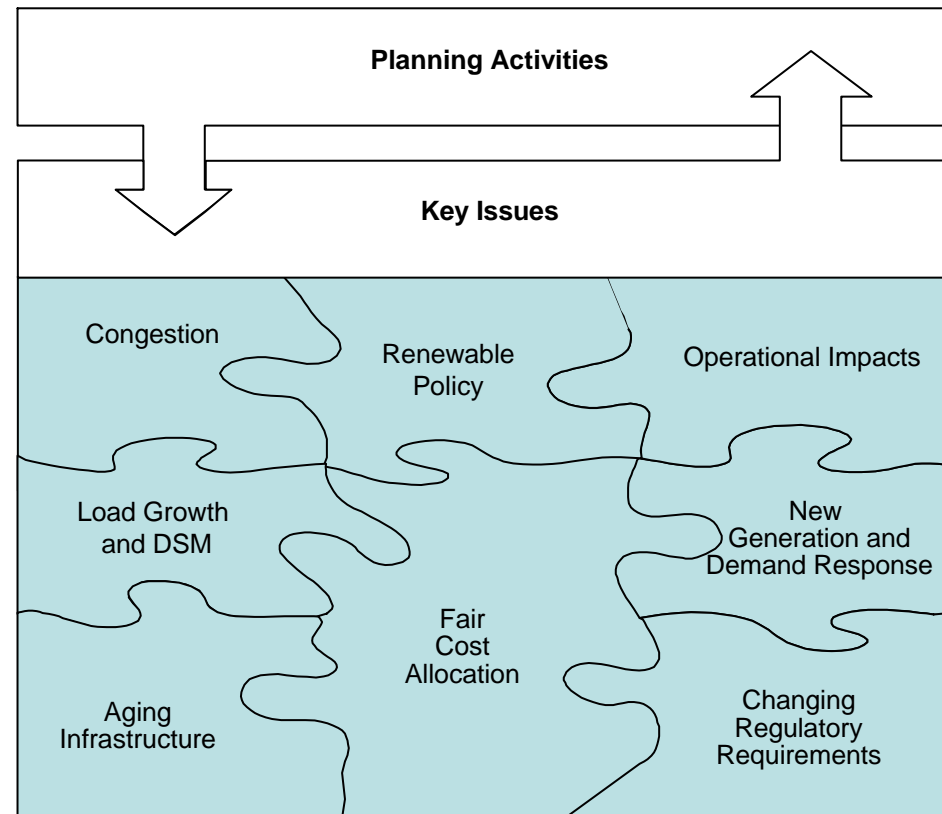 Planning Activities
Key Issues
Congestion
Renewable
Policy
Operational Impacts
Load Growth
and DSM
New
Generation and
Demand Response
Fair
Cost
Allocation
Aging
Infrastructure
Changing
Regulatory
Requirements